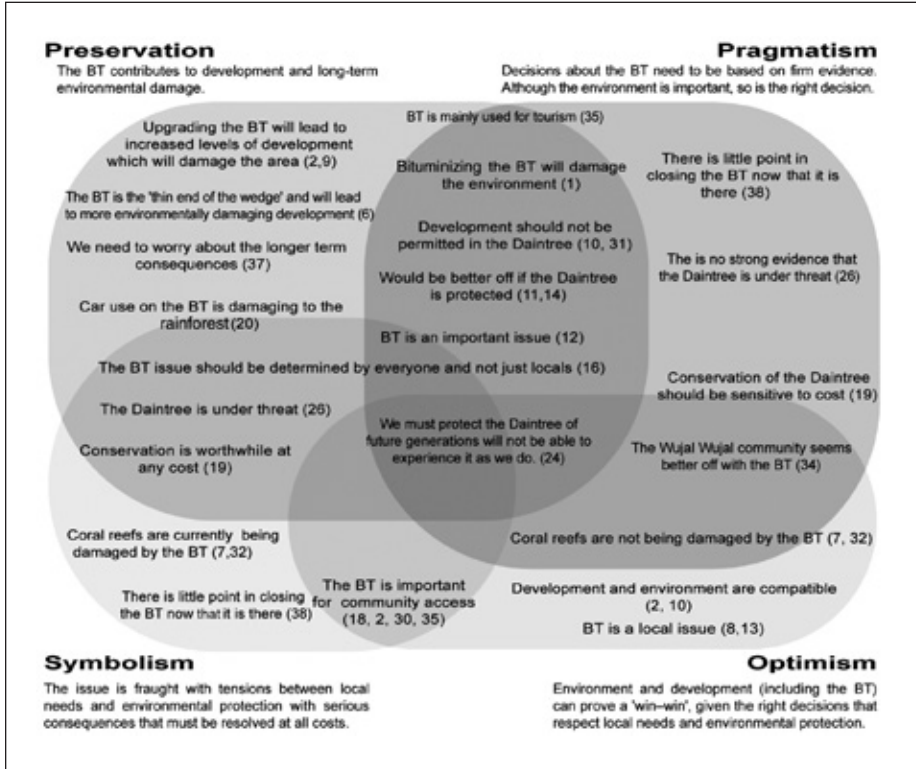 Preservation
The BT contributes to development and long-term
environmental damage.
Pragmatism
Decisions about the BT need to be based on firm evidence.
Although the environment is important, so is the right decision.
Upgrading the BT will lead to
increased levels of development
which will damage the area (2,9)
The BT is the 'thin end of the wedge' and will lead
to more environmentally damaging development (6)
We need to worry about the longer term
consequences (37)
Car use on the BT is damaging to the
rainforest (20)
BT is mainly used for tourism (35)
Bituminizing the BT will damage
the environment (1)
Development should not be
permitted in the Daintree (10, 31)
Would be better off if the Daintree
is protected (11,14)
BT is an important issue (12)
There is little point in
closing the BT now that it is
there (38)
The is no strong evidence that
the Daintree is under threat (26)
The BT issue should be determined by everyone and not just locals (16)
The Daintree is under threat (26)
Conservation is worthwhile at
any cost (19)
We must protect the Daintree of
future generations will not be able to
experience it as we do. (24)
Conservation of the Daintree
should be sensitive to cost (19)
The Wujal Wujal community seems
better off with the BT (34)
Coral reefs are currently being
damaged by the BT (7,32)
Coral reefs are not being damaged by the BT (7, 32)
There is little point in closing
the BT now that it is there (38)
The BT is important
for community access
(18, 2, 30, 35)
Development and environment are compatible
(2, 10)
BT is a local issue (8,13)
Symbolism
The issue is fraught with tensions between local
needs and environmental protection with serious
consequences that must be resolved at all costs.
Optimism
Environment and development (including the BT)
can prove a 'win–win', given the right decisions that
respect local needs and environmental protection.